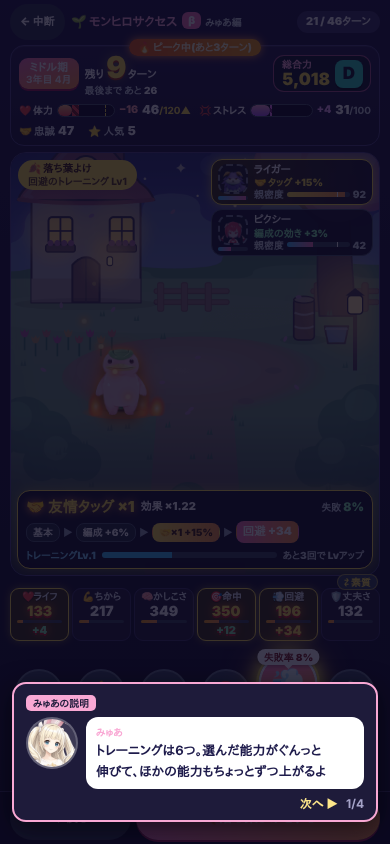 ← 中断 🌱 モンヒロサクセス β みゅあ編 21 / 46ターン
🔥 ピーク中(あと3ターン)
ミドル期
3年目 4月
残り 9 ターン
最後まで あと 26
総合力
5,018 D
❤️ 体力 −16 46/120▲ 💢 ストレス +4 31/100
🤝 忠誠 47 ⭐ 人気 5
🍂 落ち葉よけ
回避のトレーニング Lv1
ライガー
🤝 タッグ +15%
親密度 92
ピクシー
編成の効き +3%
親密度 42
🤝 友情タッグ ×1 効果 ×1.22 失敗 8%
基本 ▶ 編成 +6% ▶ 🤝×1 +15% ▶ 回避 +34
トレーニングLv.1 あと3回で Lvアップ
♪ 素質
❤️ライフ 💪ちから 🧠かしこさ 🎯命中 💨回避 🛡️丈夫さ
133 217 349 350 196 132
+4 +12 +34
失敗率 8%
みゅあの説明
みゅあ
トレーニングは6つ。選んだ能力がぐんっと
伸びて、ほかの能力もちょっとずつ上がるよ
次へ ▶ 1/4